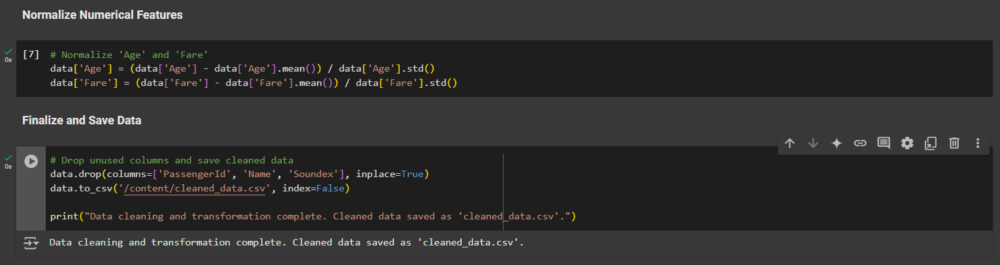 Normalize Numerical Features
[7] # Normalize 'Age' and 'Fare'
data['Age'] = (data['Age'] - data['Age'].mean()) / data['Age'].std()
0s
data['Fare'] = (data['Fare'] - data['Fare'].mean()) / data['Fare'].std()
Finalize and Save Data
# Drop unused columns and save cleaned data
0s
data.drop(columns=['PassengerId', 'Name', 'Soundex'], inplace=True)
data.to_csv('/content/cleaned_data.csv', index=False)
print("Data cleaning and transformation complete. Cleaned data saved as 'cleaned_data.csv'.")
Data cleaning and transformation complete. Cleaned data saved as 'cleaned_data.csv'.